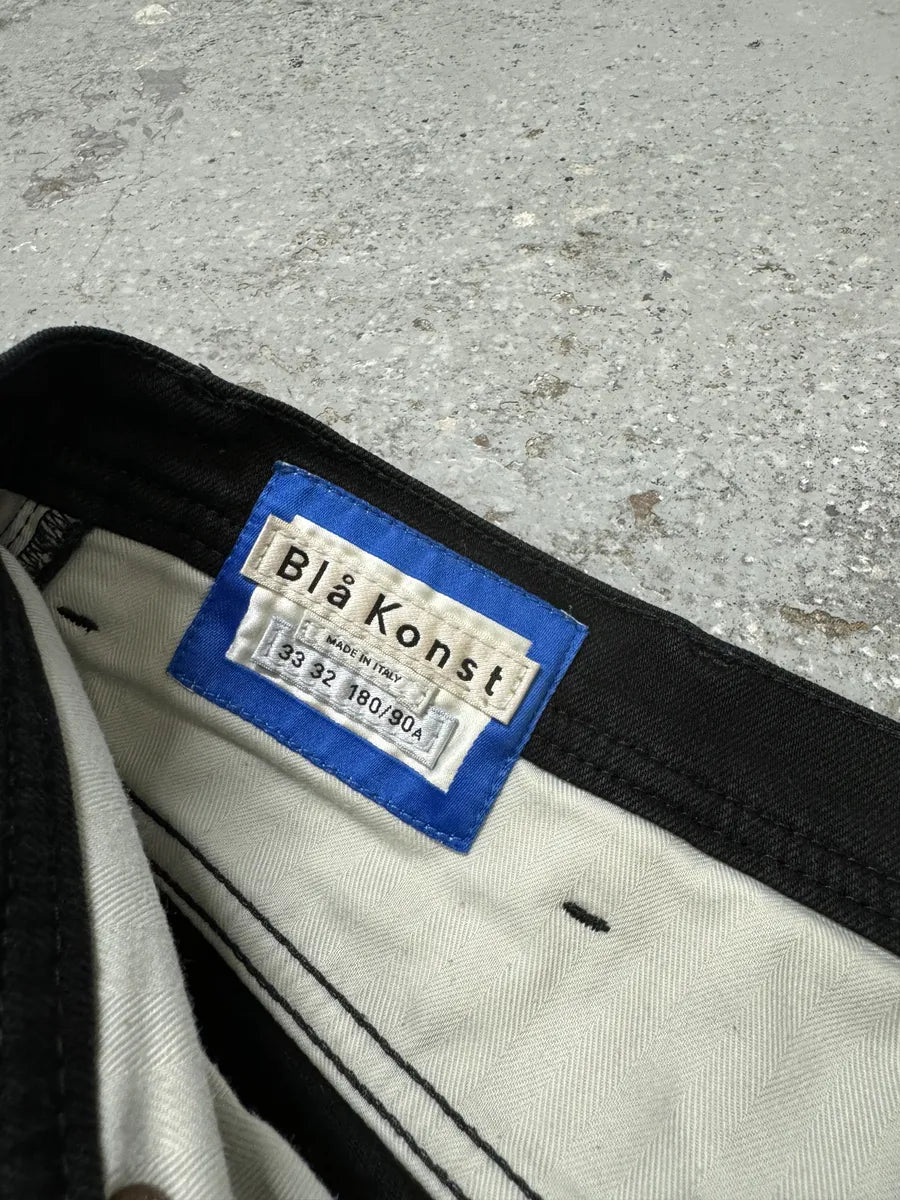 Blå Konst
MADE IN ITALY
33 32 180/90A